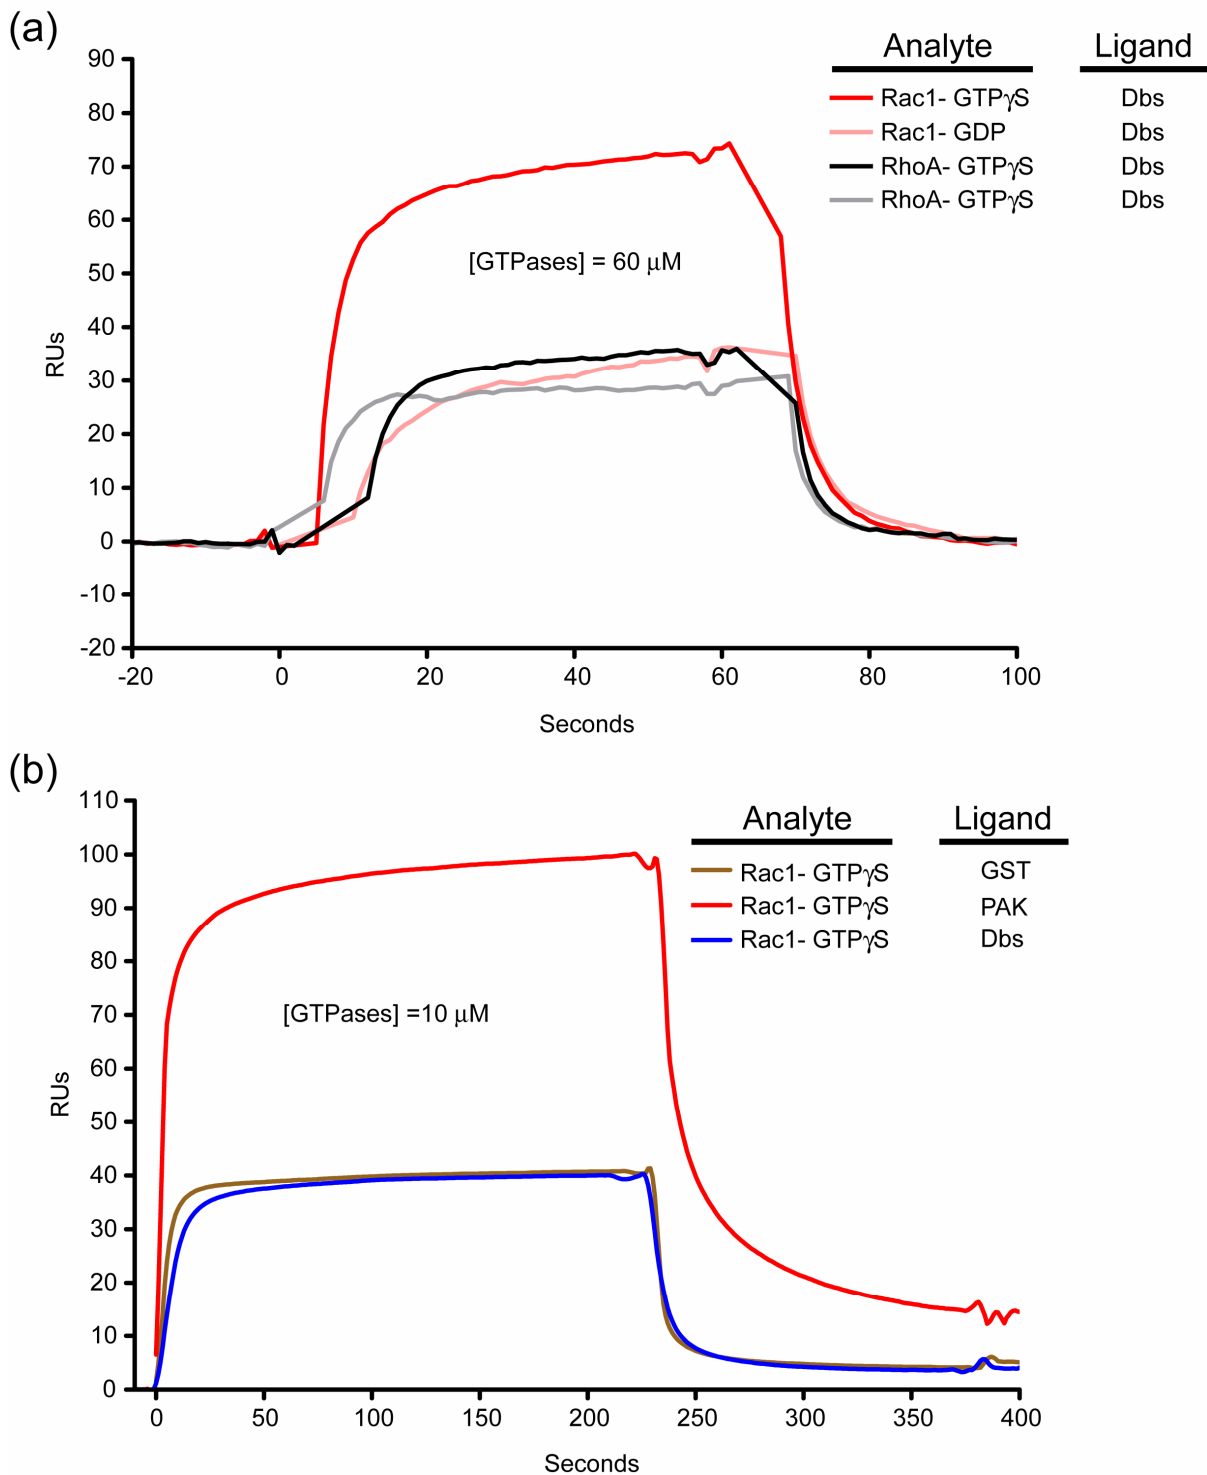 (a)
Analyte Ligand
Rac1- GTPγS Dbs
Rac1- GDP Dbs
RhoA- GTPγS Dbs
RhoA- GTPγS Dbs
[GTPases] = 60 μM
90
80
70
60
50
40
30
20
10
0
-10
-20
RUs
-20 0 20 40 60 80 100
Seconds
(b)
Analyte Ligand
Rac1- GTPγS GST
Rac1- GTPγS PAK
Rac1- GTPγS Dbs
[GTPases] =10 μM
110
100
90
80
70
60
50
40
30
20
10
0
RUs
0 50 100 150 200 250 300 350 400
Seconds